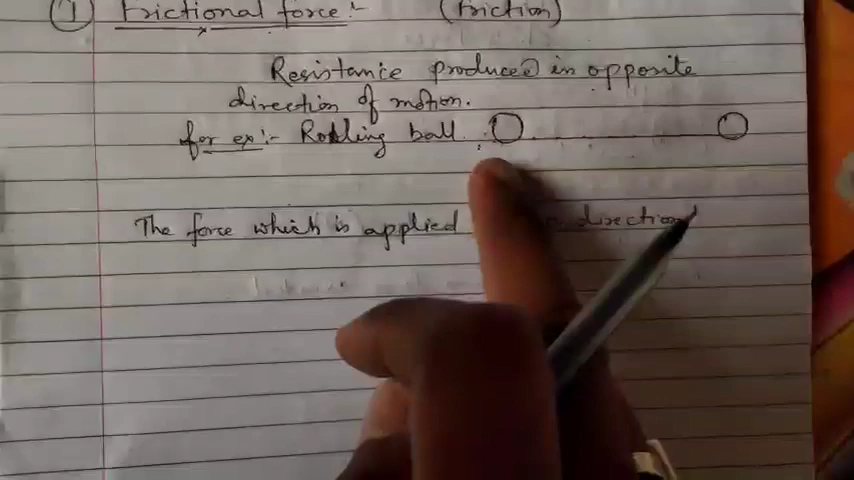 ① Frictional force :- (Friction)
Resistance produced in opposite
direction of motion.
for ex :- Rolling ball
The force which is applied direction